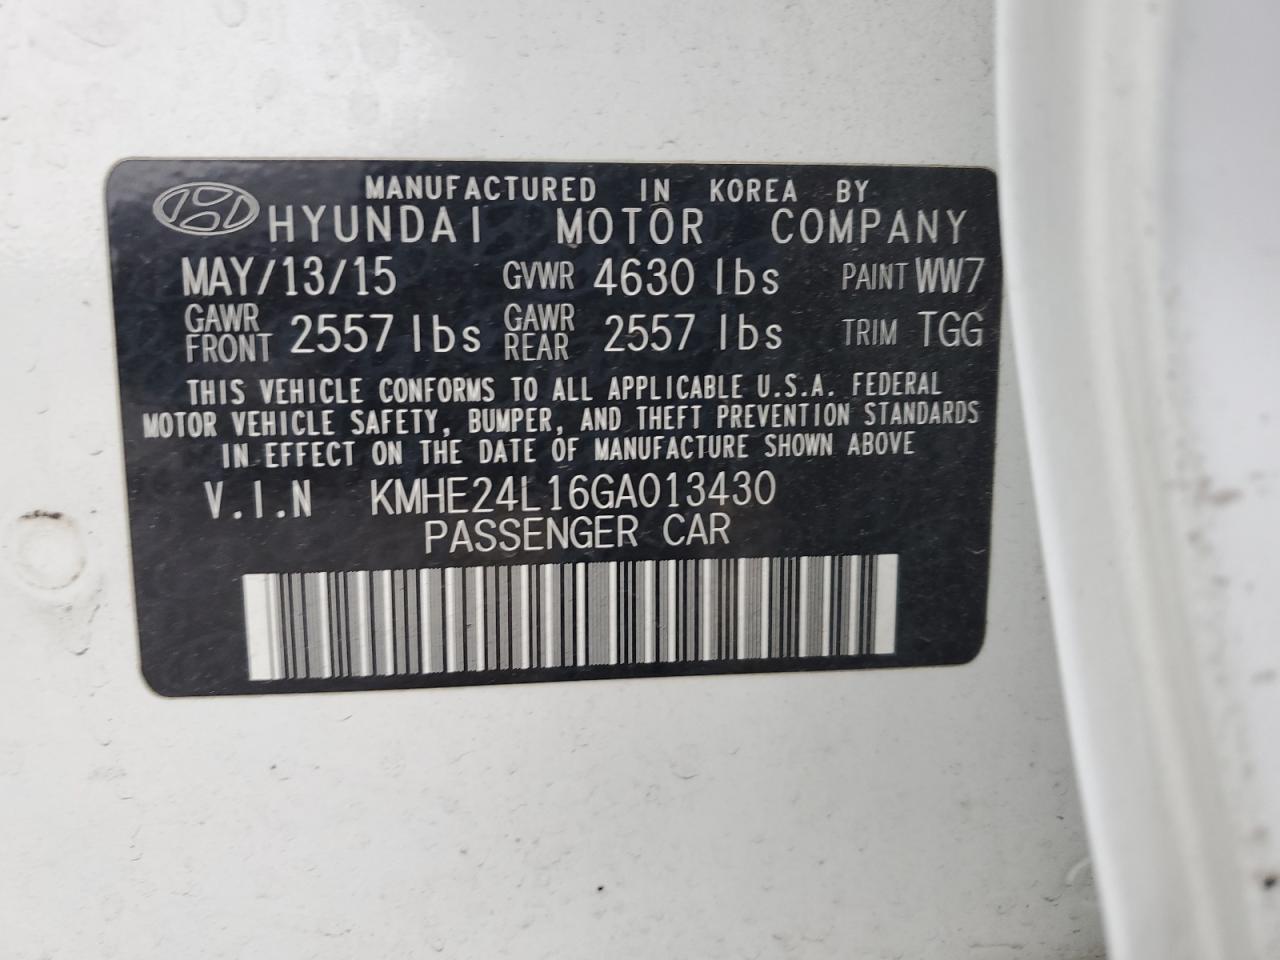 MANUFACTURED IN KOREA BY
HYUNDAI MOTOR COMPANY
MAY/13/15 GVWR 4630 lbs PAINT WW7
GAWR FRONT 2557 lbs GAWR REAR 2557 lbs TRIM TGG
THIS VEHICLE CONFORMS TO ALL APPLICABLE U.S.A. FEDERAL
MOTOR VEHICLE SAFETY, BUMPER, AND THEFT PREVENTION STANDARDS
IN EFFECT ON THE DATE OF MANUFACTURE SHOWN ABOVE
V.I.N KMHE24L16GA013430
PASSENGER CAR